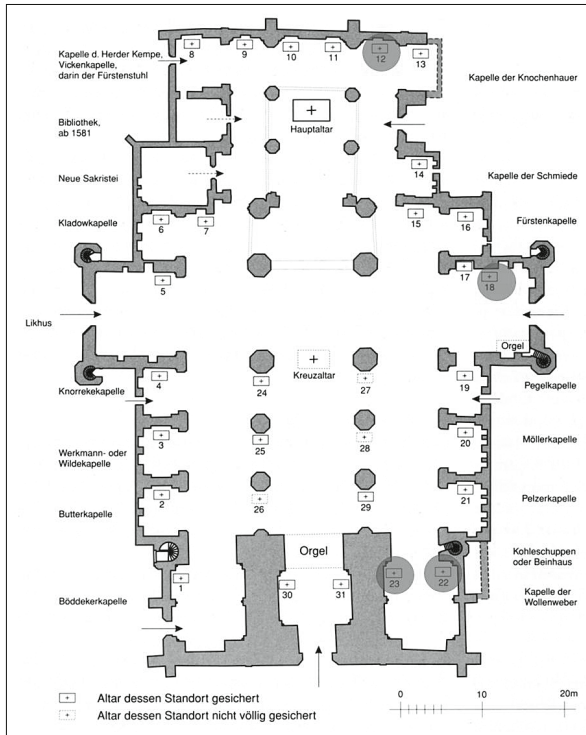 8
9
10
11
12
13
Kapelle d. Herder Kempe,
Vickenkapelle,
darin der Fürstenstuhl
Kapelle der Knochenhauer
Hauptaltar
Bibliothek,
ab 1581
14
Neue Sakristei
Kapelle der Schmiede
Kladowkapelle
6
7
15
16
Fürstenkapelle
5
17
18
Likhus
Orgel
Kreuzaltar
4
24
27
19
Knorrekekapelle
Pegelkapelle
3
25
28
20
Werkmann- oder
Wildekapelle
Möllerkapelle
2
26
29
21
Butterkapelle
Pelzerkapelle
Orgel
Kohleschuppen
oder Beinhaus
1
30
31
23
22
Böddekerkapelle
Kapelle der
Wollenweber
Altar dessen Standort gesichert
Altar dessen Standort nicht völlig gesichert
0
10
20m